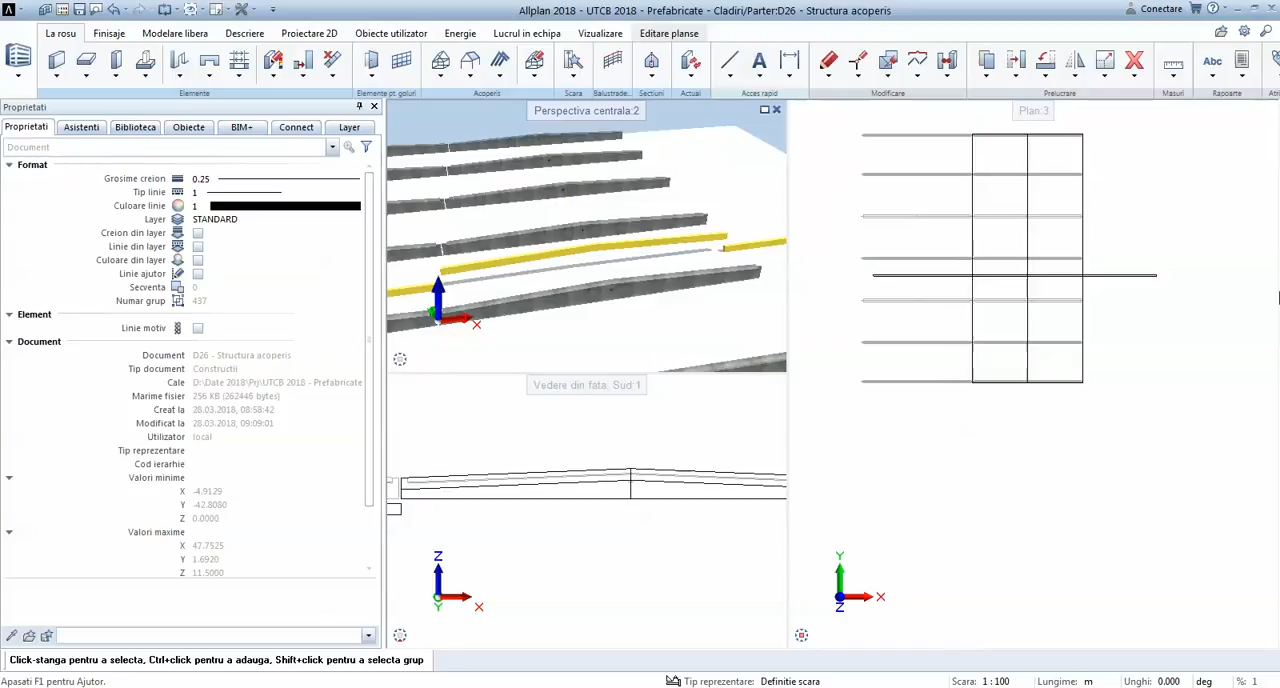 Allplan 2018 - UTCB 2018 - Prefabricate - Cladiri/Parter:D26 - Structura acoperis
Conectare
La rosu Finisaje Modelare libera Descriere Proiectare 2D Obiecte utilizator Energie Lucrul in echipa Vizualizare Editare planse
Abc
Elemente Elemente pt. goluri Acoperis Scara Balustrade... Sectiuni Actual Acces rapid Modificare Prelucrare Masuri Rapoarte Atri
Proprietati
Proprietati Asistenti Biblioteca Obiecte BIM+ Connect Layer
Document
Format
Grosime creion 0.25
Tip linie 1
Culoare linie 1
Layer STANDARD
Creion din layer
Linie din layer
Culoare din layer
Linie ajutor
Secventa 0
Numar grup 437
Element
Linie motiv
Document
Document D26 - Structura acoperis
Tip document Constructii
Cale D:\Date 2018\Prj\UTCB 2018 - Prefabricate
Marime fisier 256 KB (262446 bytes)
Creat la 28.03.2018, 08:58:42
Modificat la 28.03.2018, 09:09:01
Utilizator local
Tip reprezentare
Cod ierarhie
Valori minime
X -4.9129
Y -42.8080
Z 0.0000
Valori maxime
X 47.7525
Y 1.6920
Z 11.5000
Perspectiva centrala:2
X
Vedere din fata: Sud:1
Z
Y
X
Plan:3
Y
Z
X
Click-stanga pentru a selecta, Ctrl+click pentru a adauga, Shift+click pentru a selecta grup
Apasati F1 pentru Ajutor. Tip reprezentare: Definitie scara Scara: 1 : 100 Lungime: m Unghi: 0.000 deg %: 1